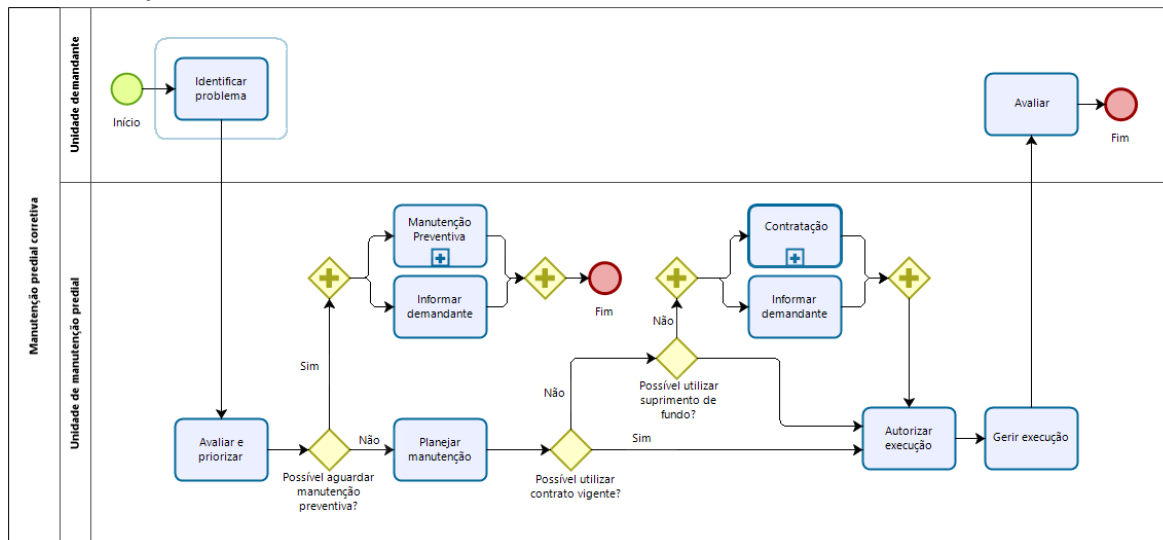 Manutenção predial corretiva
Unidade demandante
Início
Identificar
problema
Avaliar
Fim
Unidade de manutenção predial
Manutenção
Preventiva
Informar
demandante
Fim
Contratação
Informar
demandante
Sim
Não
Não
Possível utilizar
suprimento de
fundo?
Avaliar e
priorizar
Não
Possível aguardar
manutenção
preventiva?
Planejar
manutenção
Possível utilizar
contrato vigente?
Sim
Autorizar
execução
Gerir execução